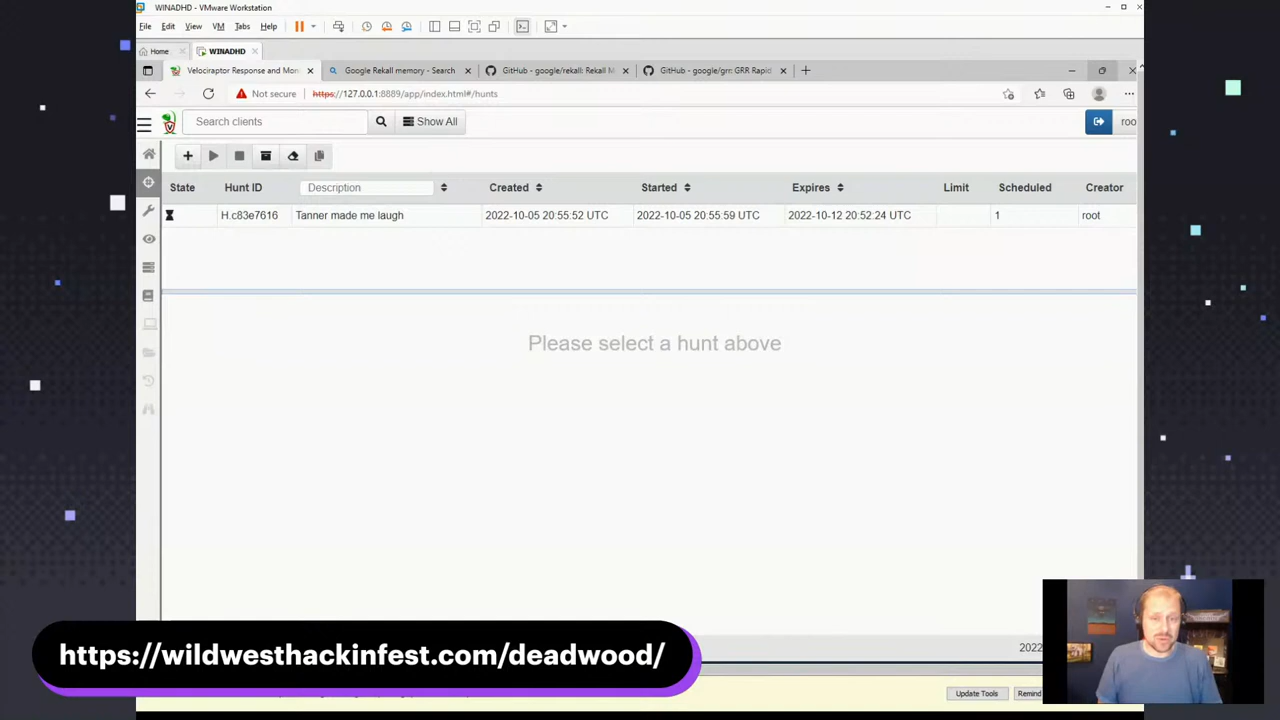 WINADHD - VMware Workstation
File Edit View VM Tabs Help
Home WINADHD
Velociraptor Response and Mon Google Rekall memory - Search GitHub - google/rekall: Rekall M GitHub - google/grr: GRR Rapid
Not secure https://127.0.0.1:8889/app/index.html#/hunts
Search clients Show All roo
State Hunt ID Description Created Started Expires Limit Scheduled Creator
H.c83e7616 Tanner made me laugh 2022-10-05 20:55:52 UTC 2022-10-05 20:55:59 UTC 2022-10-12 20:52:24 UTC 1 root
Please select a hunt above
2022
https://wildwesthackinfest.com/deadwood/
Update Tools Remind